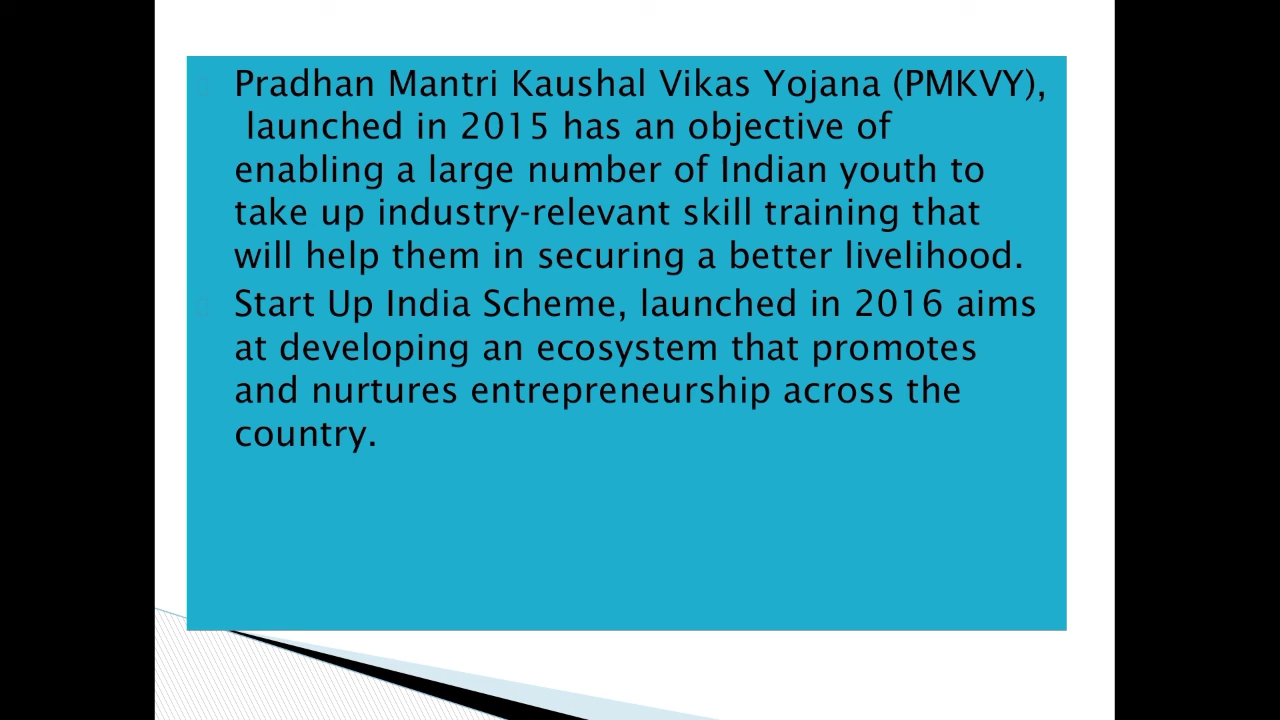 Pradhan Mantri Kaushal Vikas Yojana (PMKVY),
launched in 2015 has an objective of
enabling a large number of Indian youth to
take up industry-relevant skill training that
will help them in securing a better livelihood.
Start Up India Scheme, launched in 2016 aims
at developing an ecosystem that promotes
and nurtures entrepreneurship across the
country.